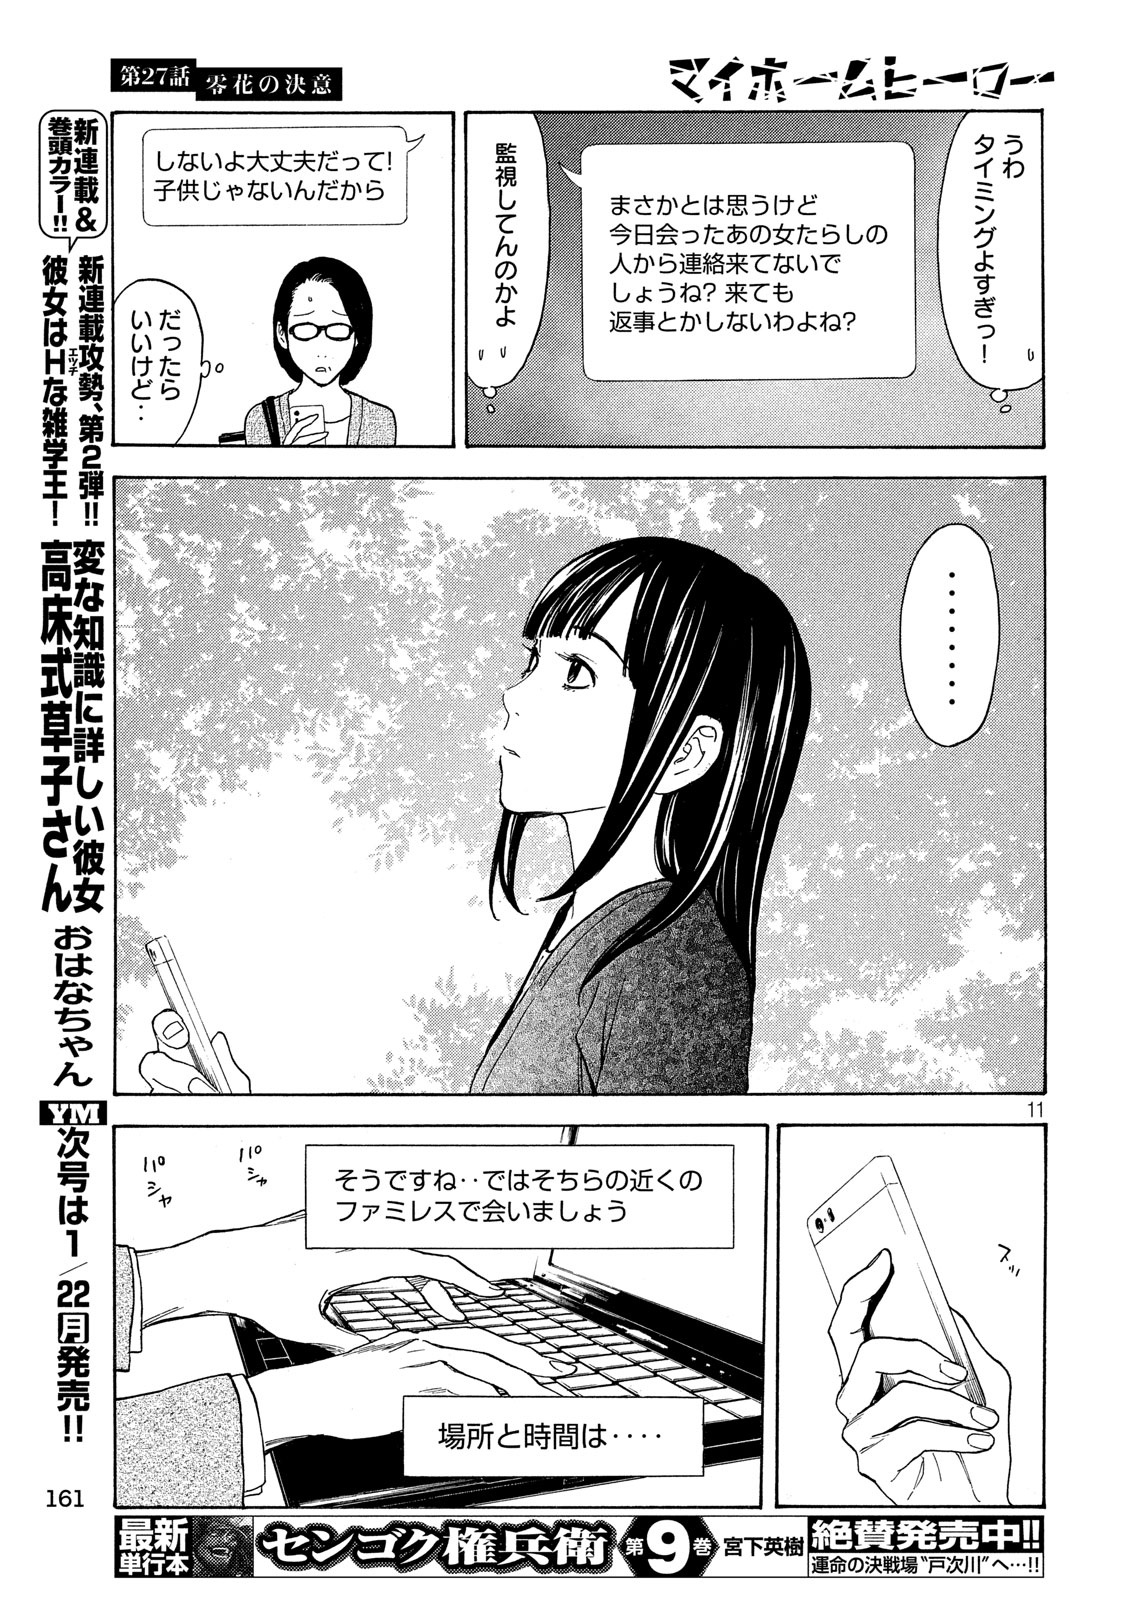 マイホームヒーロー
第27話
零花の決意
うわ
タイミングよすぎっ!
まさかとは思うけど
今日会ったあの女たらしの
人から連絡来てないで
しょうね? 来ても
返事とかしないわよね?
監視してんのかよ
しないよ大丈夫だって!
子供じゃないんだから
だったら
いいけど‥
・・・・・・・
11
スッ
そうですね‥ではそちらの近くの
ファミレスで会いましょう
パパ
シャ
パパ
シャ
場所と時間は‥‥
新連載&
巻頭カラー!!
新連載攻勢、第2弾!!
彼女はHな雑学王!
エッチ
変な知識に詳しい彼女
高床式草子さん
おはなちゃん
YM
次号は1/22月発売!!
161
最新
単行本
センゴク権兵衛
第9巻
宮下英樹
絶賛発売中!!
運命の決戦場“戸次川”へ…!!